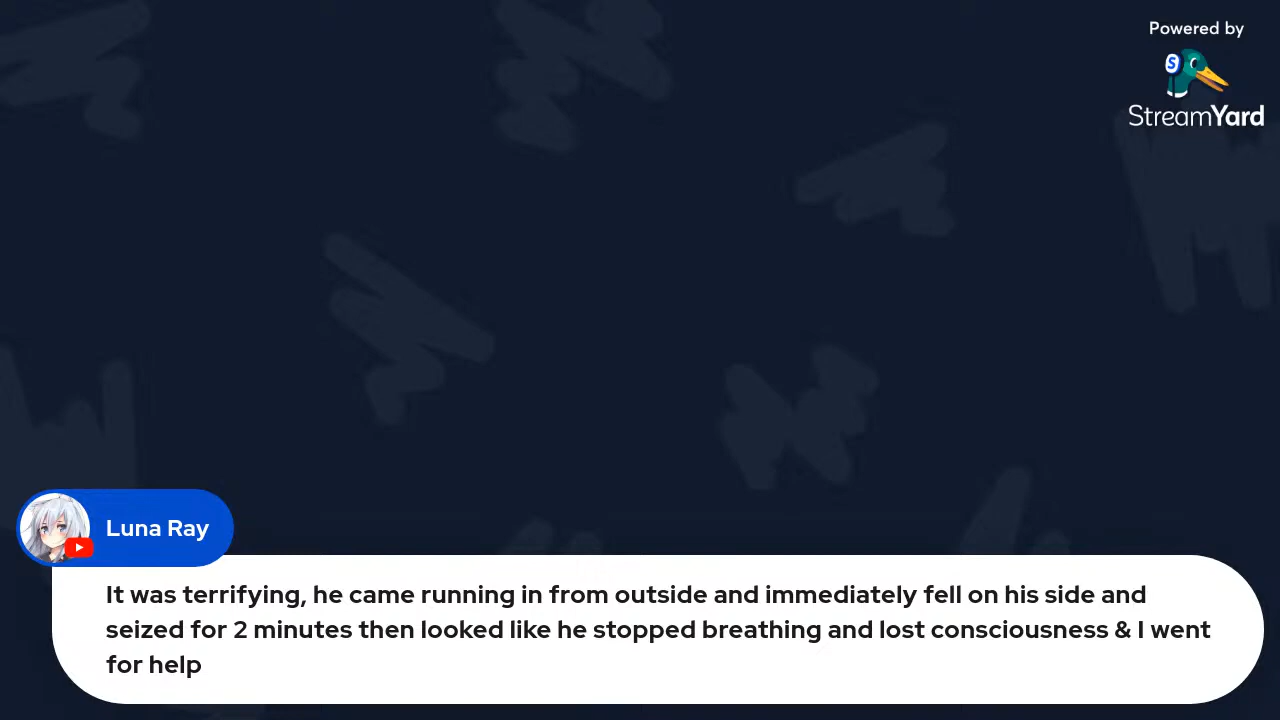 Powered by
S
StreamYard
Luna Ray
It was terrifying, he came running in from outside and immediately fell on his side and
seized for 2 minutes then looked like he stopped breathing and lost consciousness & I went
for help